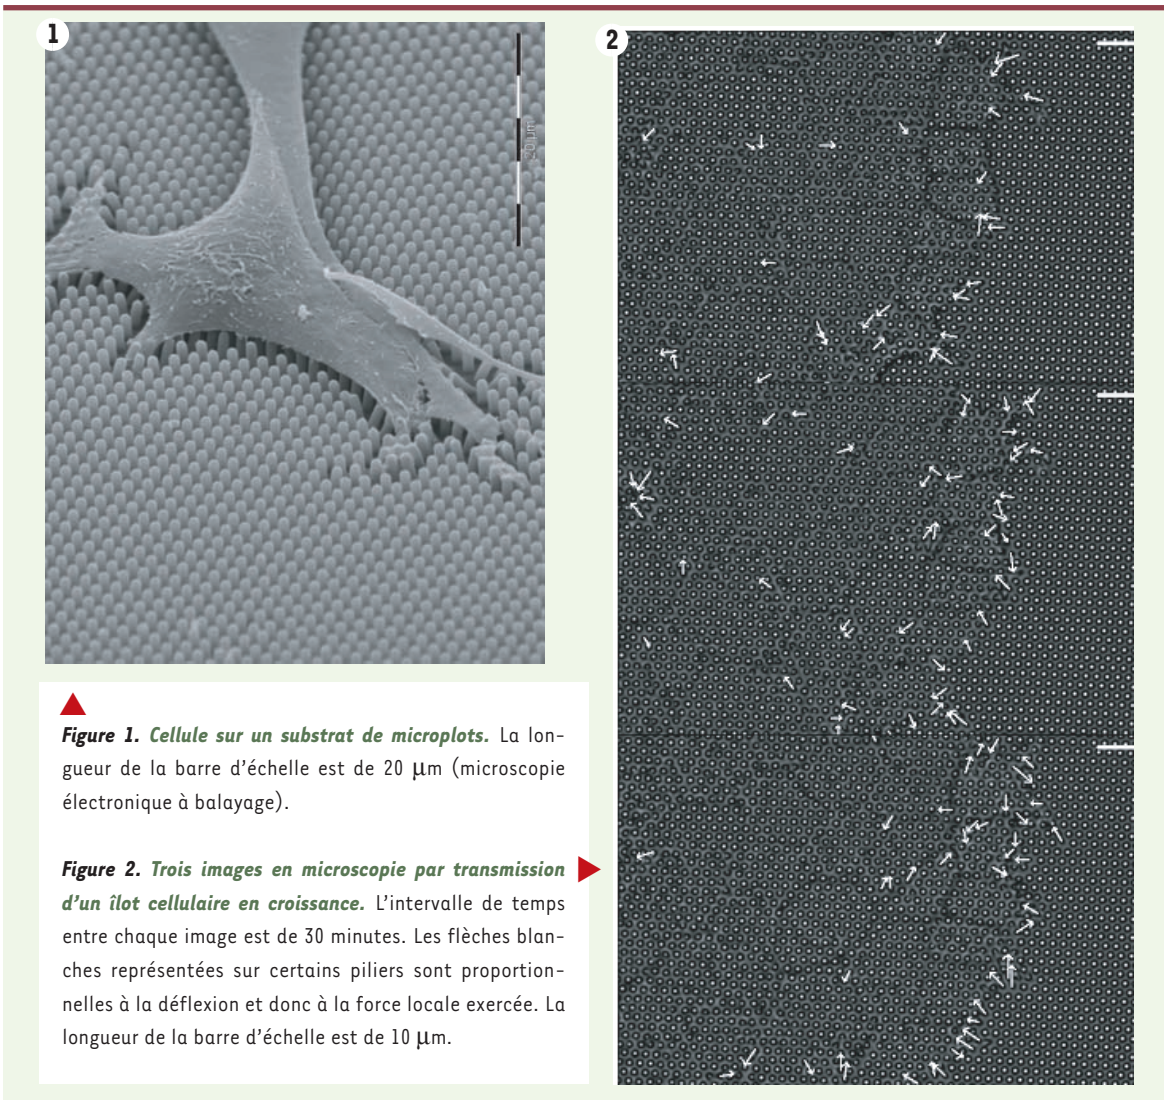 1
20 µm
2
Figure 1. Cellule sur un substrat de microplots. La lon-
gueur de la barre d’échelle est de 20 µm (microscopie
électronique à balayage).
Figure 2. Trois images en microscopie par transmission
d’un îlot cellulaire en croissance. L’intervalle de temps
entre chaque image est de 30 minutes. Les flèches blan-
ches représentées sur certains piliers sont proportion-
nelles à la déflexion et donc à la force locale exercée. La
longueur de la barre d’échelle est de 10 µm.